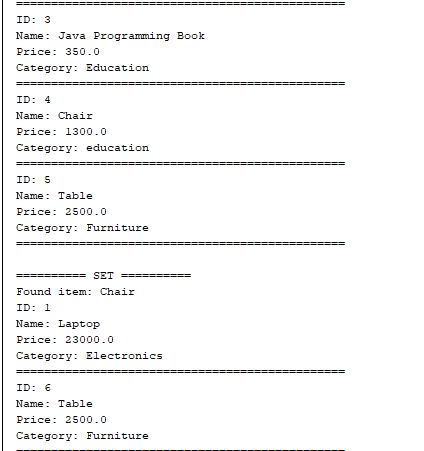 ===============================================
ID: 3
Name: Java Programming Book
Price: 350.0
Category: Education
===============================================
ID: 4
Name: Chair
Price: 1300.0
Category: education
===============================================
ID: 5
Name: Table
Price: 2500.0
Category: Furniture
===============================================
========== SET ==========
Found item: Chair
ID: 1
Name: Laptop
Price: 23000.0
Category: Electronics
===============================================
ID: 6
Name: Table
Price: 2500.0
Category: Furniture
===============================================